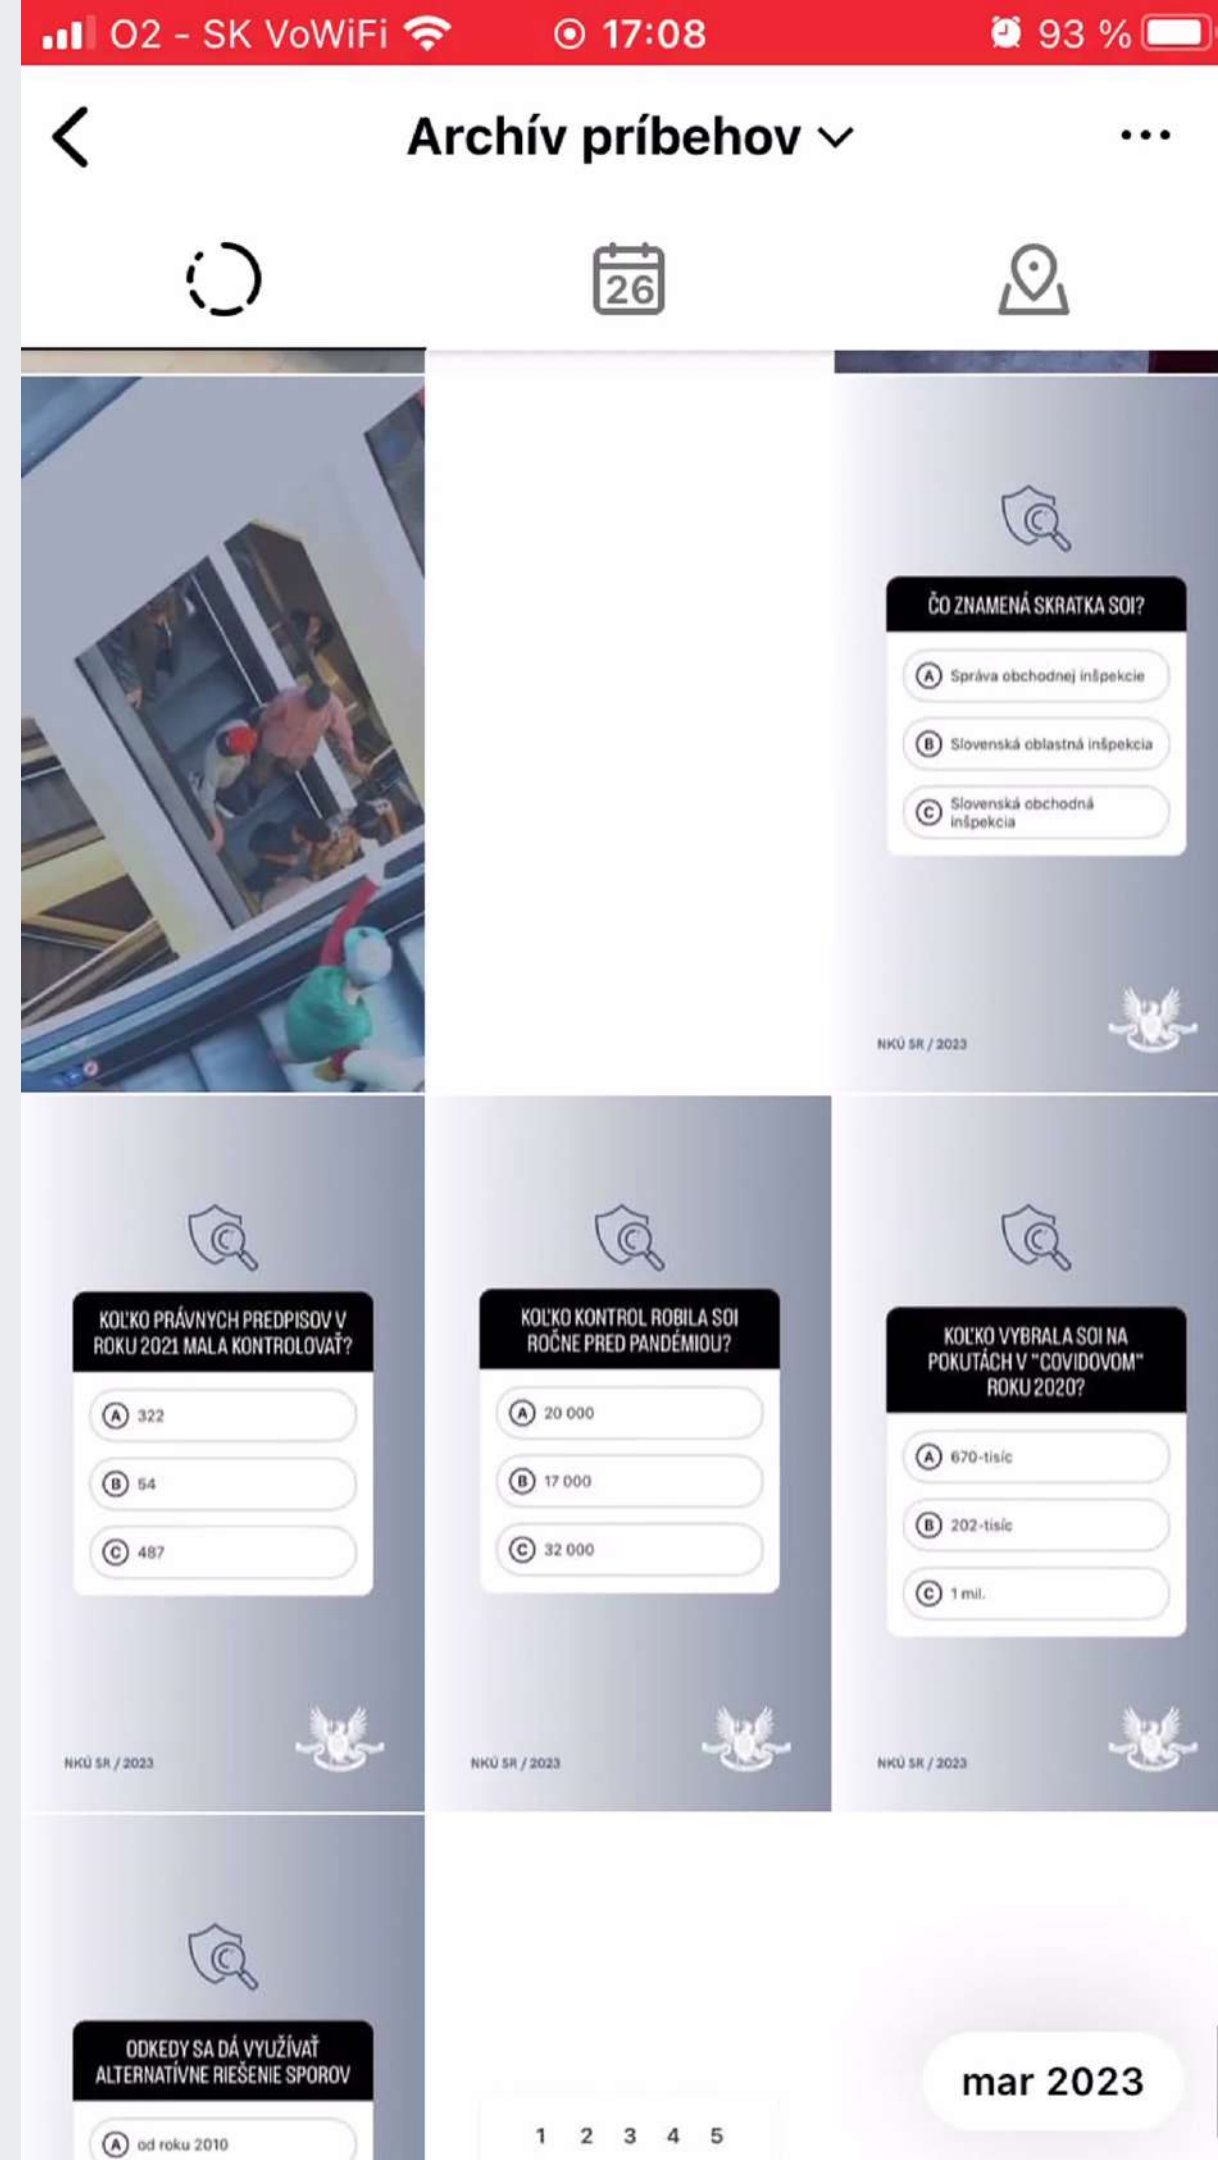 O2 - SK VoWiFi
17:08
93 %
Archív príbehov
26
ČO ZNAMENÁ SKRATKA SOI?
A Správa obchodnej inšpekcie
B Slovenská oblastná inšpekcia
C Slovenská obchodná
inšpekcia
NKÚ SR / 2023
KOĽKO PRÁVNYCH PREDPISOV V
ROKU 2021 MALA KONTROLOVAŤ?
A 322
B 54
C 487
NKÚ SR / 2023
KOĽKO KONTROL ROBILA SOI
ROČNE PRED PANDÉMIOU?
A 20 000
B 17 000
C 32 000
NKÚ SR / 2023
KOĽKO VYBRALA SOI NA
POKUTÁCH V "COVIDOVOM"
ROKU 2020?
A 670-tisíc
B 202-tisíc
C 1 mil.
NKÚ SR / 2023
ODKEDY SA DÁ VYUŽÍVAŤ
ALTERNATÍVNE RIEŠENIE SPOROV
A od roku 2010
1 2 3 4 5
mar 2023